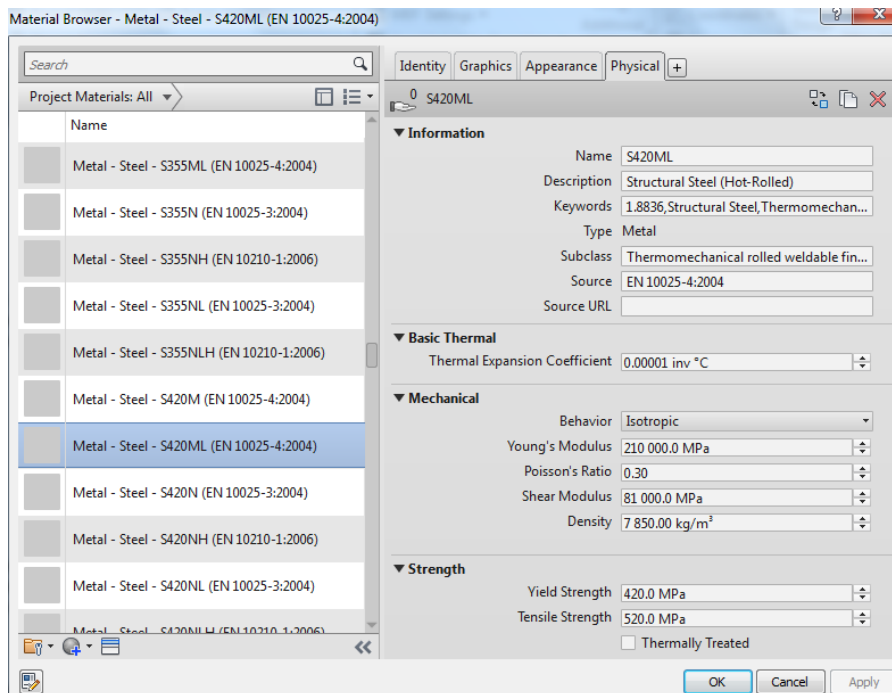 Material Browser - Metal - Steel - S420ML (EN 10025-4:2004)
Search
Project Materials: All
Name
Metal - Steel - S355ML (EN 10025-4:2004)
Metal - Steel - S355N (EN 10025-3:2004)
Metal - Steel - S355NH (EN 10210-1:2006)
Metal - Steel - S355NL (EN 10025-3:2004)
Metal - Steel - S355NLH (EN 10210-1:2006)
Metal - Steel - S420M (EN 10025-4:2004)
Metal - Steel - S420ML (EN 10025-4:2004)
Metal - Steel - S420N (EN 10025-3:2004)
Metal - Steel - S420NH (EN 10210-1:2006)
Metal - Steel - S420NL (EN 10025-3:2004)
Metal - Steel - S420NLH (EN 10210-1:2006)
Identity Graphics Appearance Physical +
0 S420ML
Information
Name S420ML
Description Structural Steel (Hot-Rolled)
Keywords 1.8836,Structural Steel,Thermomechan...
Type Metal
Subclass Thermomechanical rolled weldable fin...
Source EN 10025-4:2004
Source URL
Basic Thermal
Thermal Expansion Coefficient 0.00001 inv °C
Mechanical
Behavior Isotropic
Young's Modulus 210 000.0 MPa
Poisson's Ratio 0.30
Shear Modulus 81 000.0 MPa
Density 7 850.00 kg/m³
Strength
Yield Strength 420.0 MPa
Tensile Strength 520.0 MPa
Thermally Treated
OK Cancel Apply